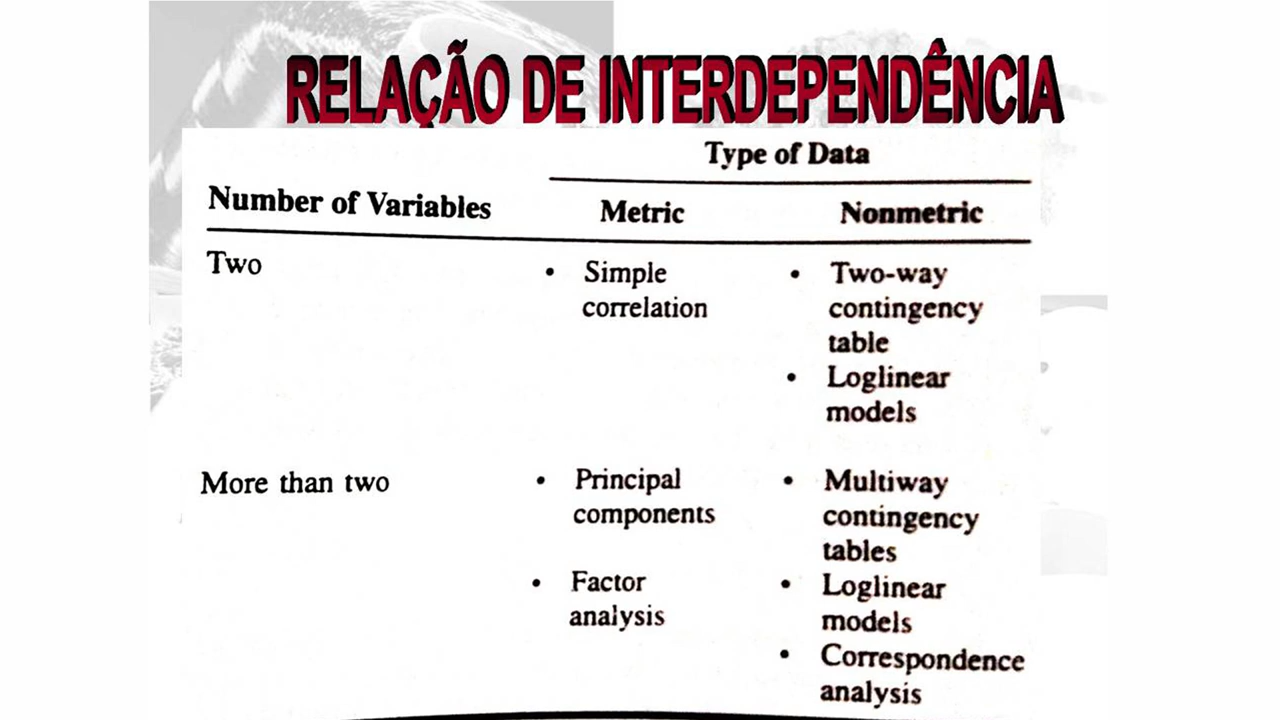 RELAÇÃO DE INTERDEPENDÊNCIA
Type of Data
Number of Variables Metric Nonmetric
Two • Simple • Two-way
correlation contingency
table
• Loglinear
models
More than two • Principal • Multiway
components contingency
tables
• Factor • Loglinear
analysis models
• Correspondence
analysis